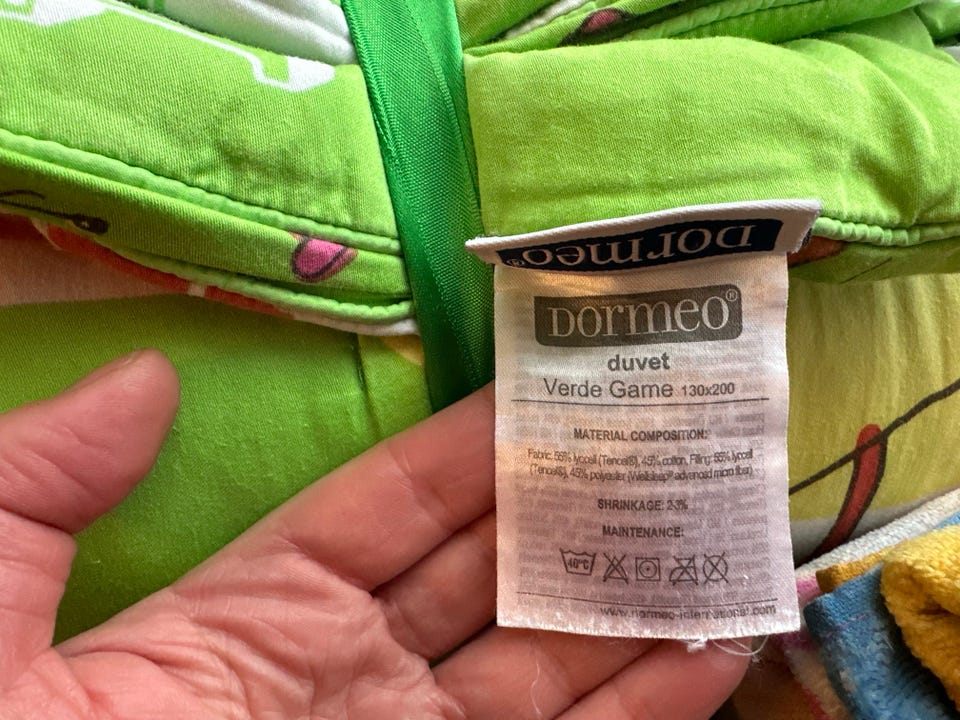 DORMEO®
DORMEO®
duvet
Verde Game 130x200
MATERIAL COMPOSITION:
Fabric: 55% lyocell (Tencel®), 45% cotton, Filling: 55% lyocell
(Tencel®), 45% polyester (Wellsleep® advanced micro fiber)
SHRINKAGE: 2-3%
MAINTENANCE:
40°C
www.dormeo-international.com